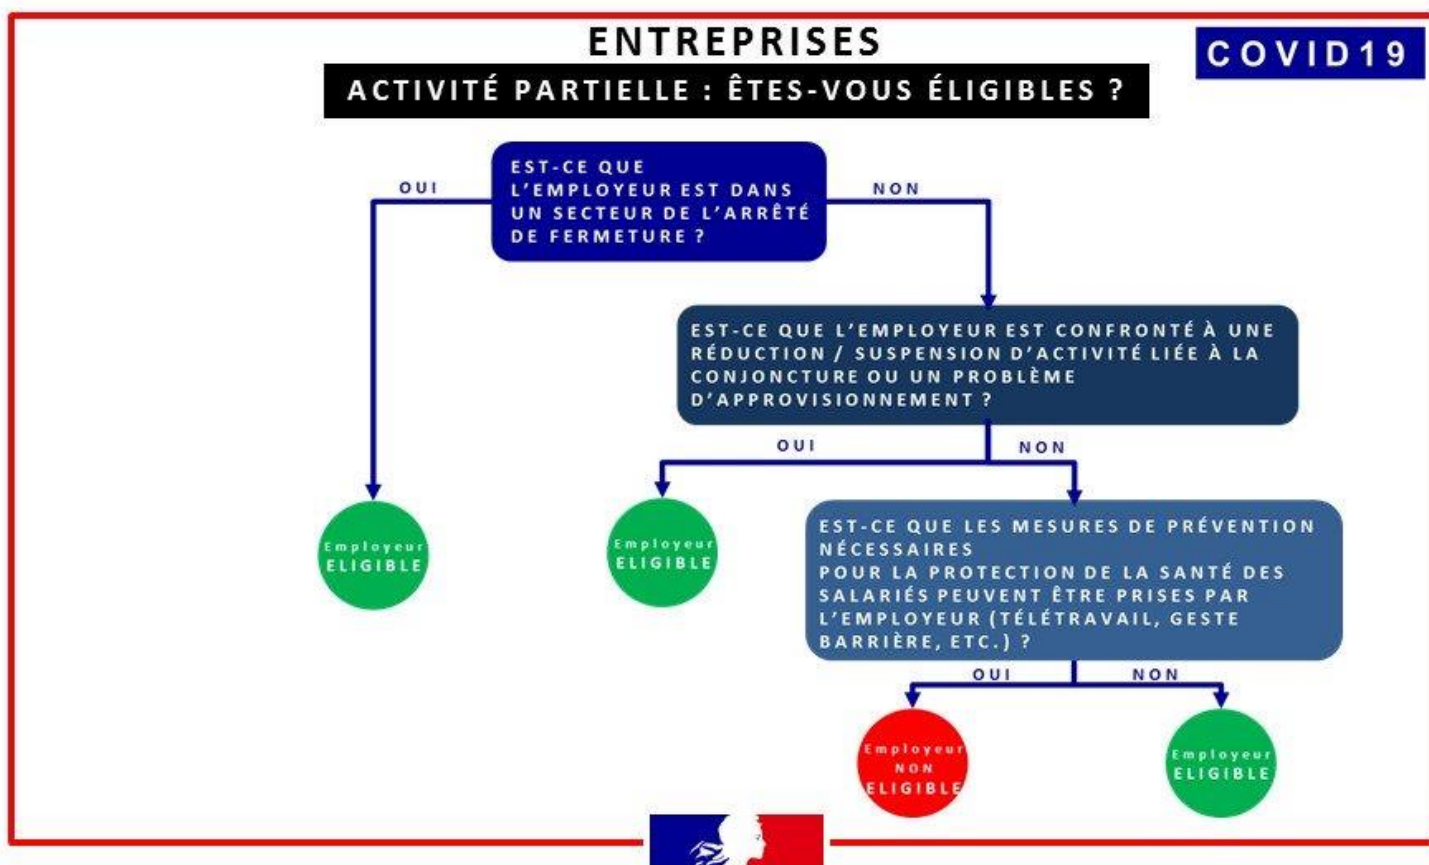 ENTREPRISES
COVID19
ACTIVITÉ PARTIELLE : ÊTES-VOUS ÉLIGIBLES ?
EST-CE QUE
L'EMPLOYEUR EST DANS
UN SECTEUR DE L'ARRÊTÉ
DE FERMETURE ?
OUI
NON
EST-CE QUE L'EMPLOYEUR EST CONFRONTÉ À UNE
RÉDUCTION / SUSPENSION D'ACTIVITÉ LIÉE À LA
CONJONCTURE OU UN PROBLÈME
D'APPROVISIONNEMENT ?
OUI
NON
Employeur
ELIGIBLE
Employeur
ELIGIBLE
EST-CE QUE LES MESURES DE PRÉVENTION
NÉCESSAIRES
POUR LA PROTECTION DE LA SANTÉ DES
SALARIÉS PEUVENT ÊTRE PRISES PAR
L'EMPLOYEUR (TÉLÉTRAVAIL, GESTE
BARRIÈRE, ETC.) ?
OUI
NON
Employeur
NON
ELIGIBLE
Employeur
ELIGIBLE